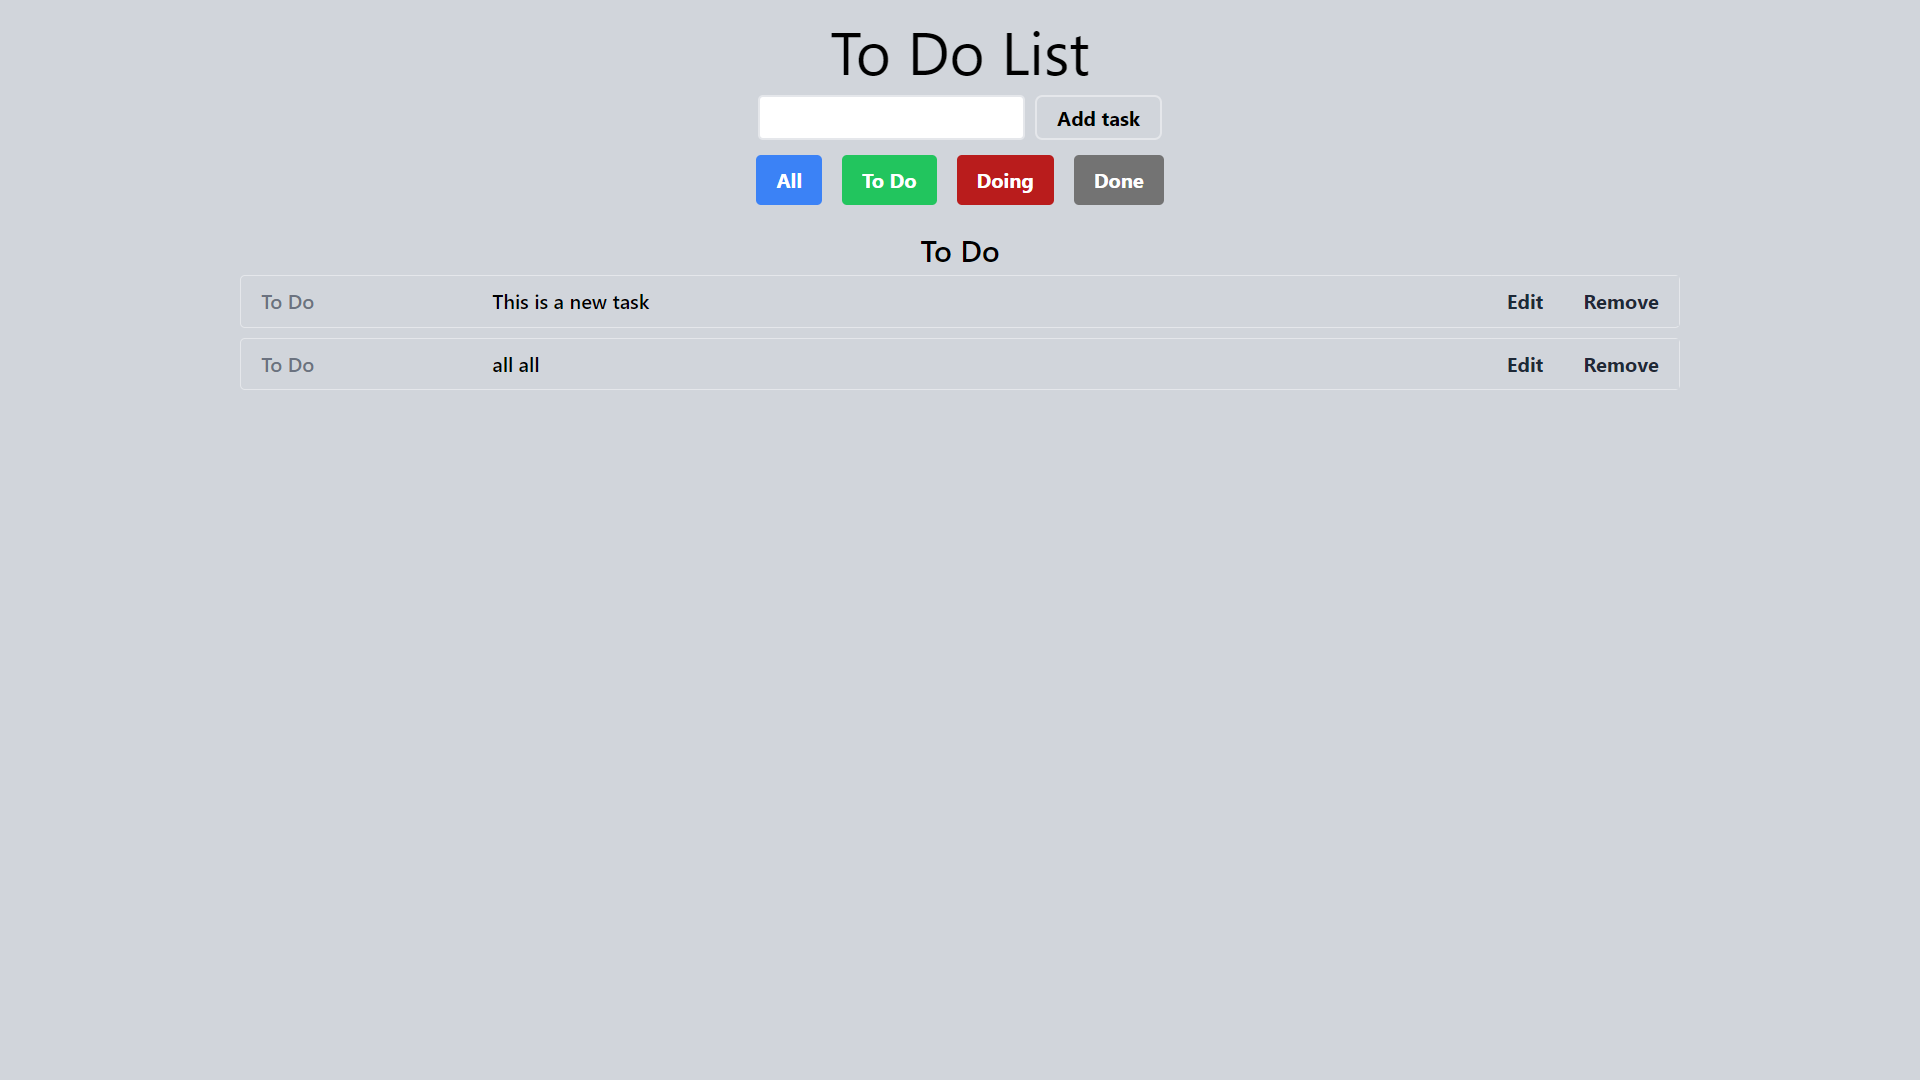 To Do List
Add task
All To Do Doing Done
To Do
To Do This is a new task Edit Remove
To Do all all Edit Remove